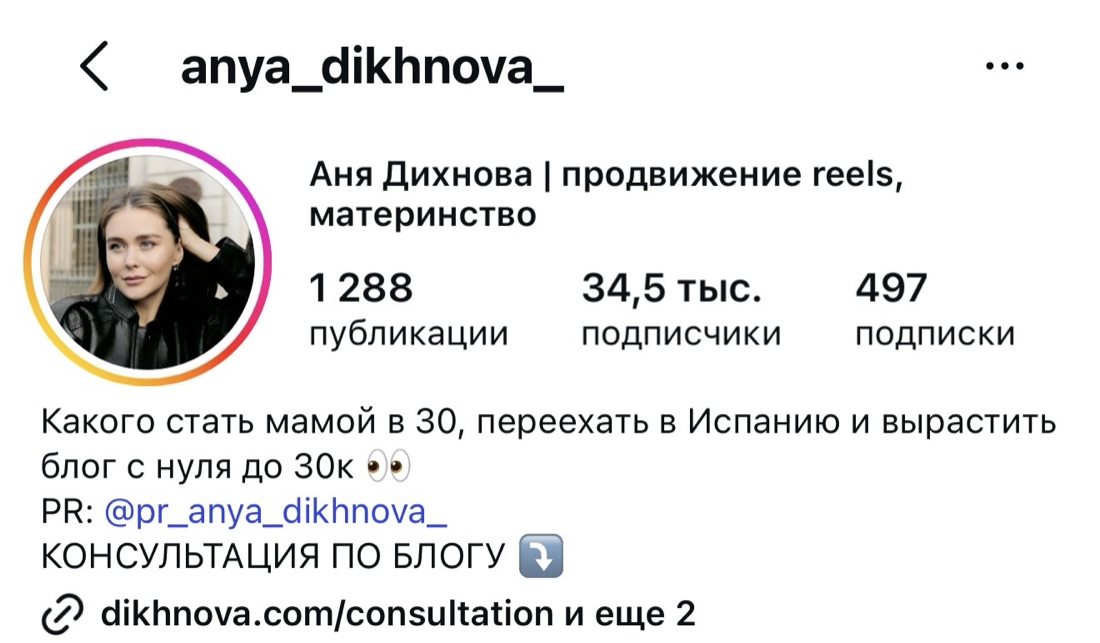 anya_dikhnova_
Аня Дихнова | продвижение reels,
материнство
1 288
34,5 тыс.
497
публикации
подписчики
подписки
Какого стать мамой в 30, переехать в Испанию и вырастить
блог с нуля до 30к 👀
PR: @pr_anya_dikhnova_
КОНСУЛЬТАЦИЯ ПО БЛОГУ ⤵️
dikhnova.com/consultation и еще 2